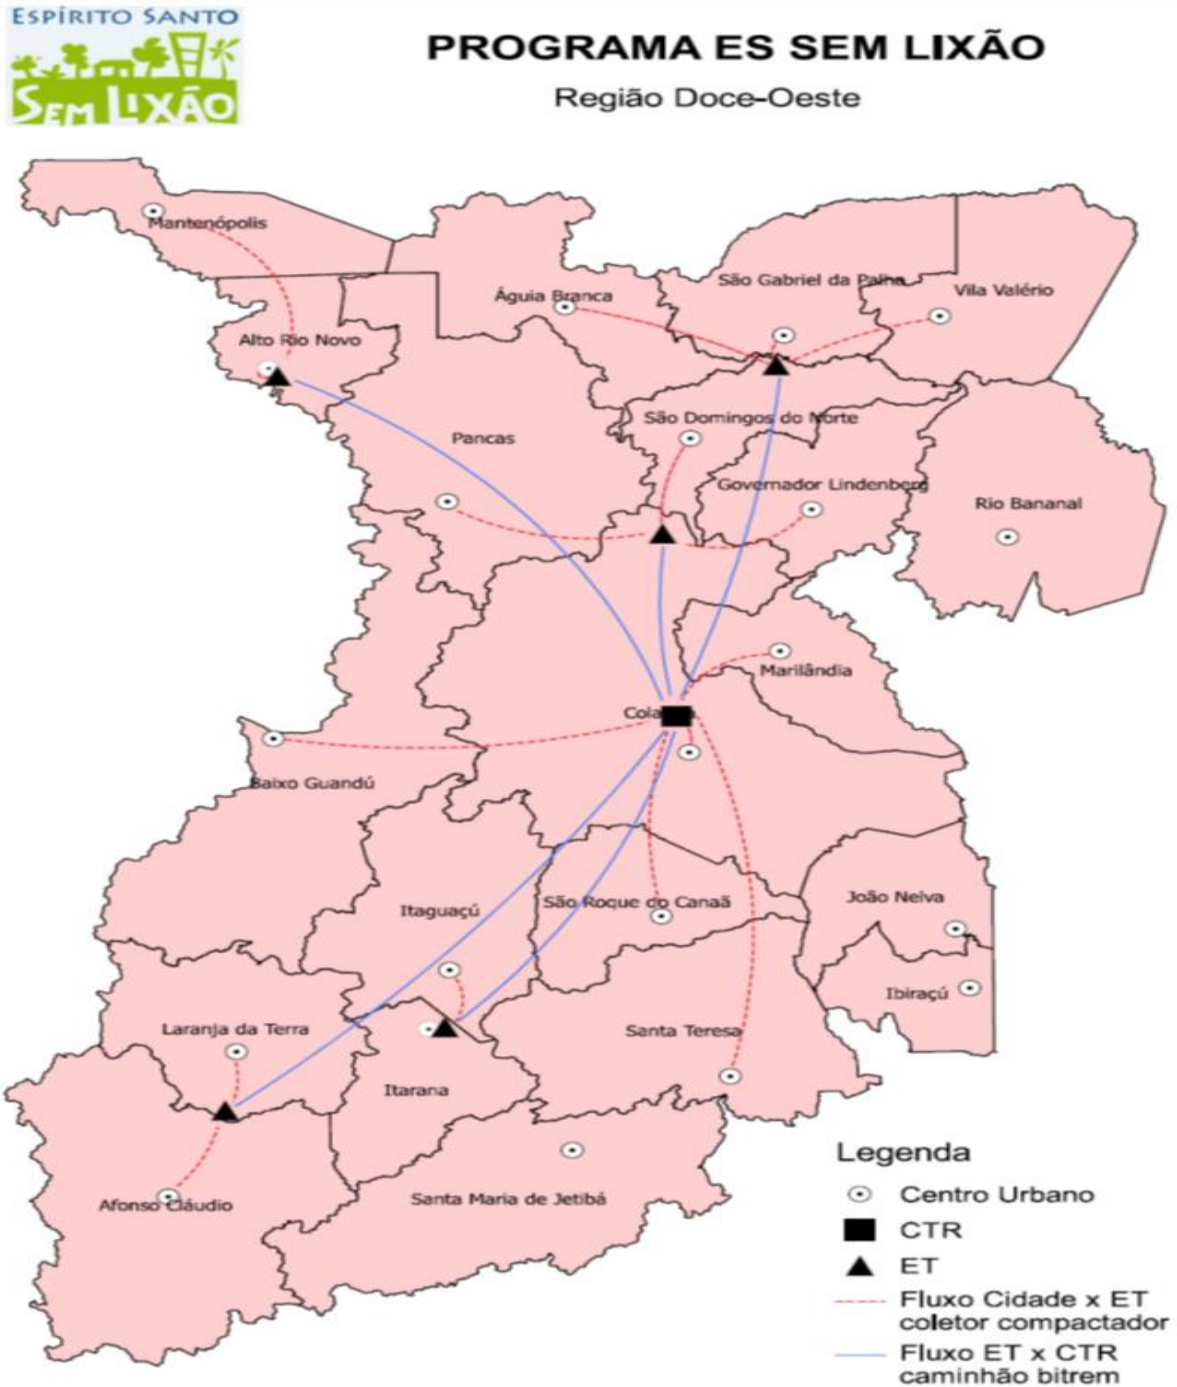 ESPÍRITO SANTO
SEM LIXÃO
PROGRAMA ES SEM LIXÃO
Região Doce-Oeste
Mantenópolis
São Gabriel da Palha
Vila Valério
Águia Branca
Alto Rio Novo
São Domingos do Norte
Pancas
Governador Lindenberg
Rio Bananal
Marilândia
Baixo Guandú
João Neiva
São Roque do Canaã
Itaguaçú
Ibiraçú
Laranja da Terra
Santa Teresa
Itarana
Santa Maria de Jetibá
Afonso Cláudio
Legenda
Centro Urbano
CTR
ET
Fluxo Cidade x ET
coletor compactador
Fluxo ET x CTR
caminhão bitrem